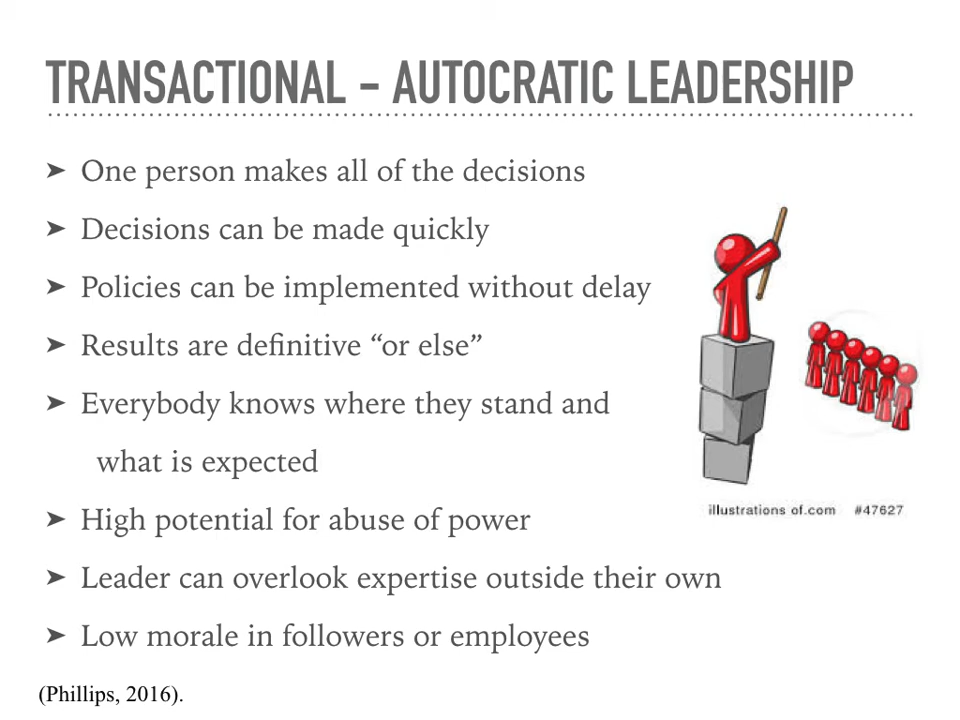 TRANSACTIONAL - AUTOCRATIC LEADERSHIP
➤ One person makes all of the decisions
➤ Decisions can be made quickly
➤ Policies can be implemented without delay
➤ Results are definitive “or else”
➤ Everybody knows where they stand and
what is expected
➤ High potential for abuse of power
➤ Leader can overlook expertise outside their own
➤ Low morale in followers or employees
illustrations of.com #47627
(Phillips, 2016).